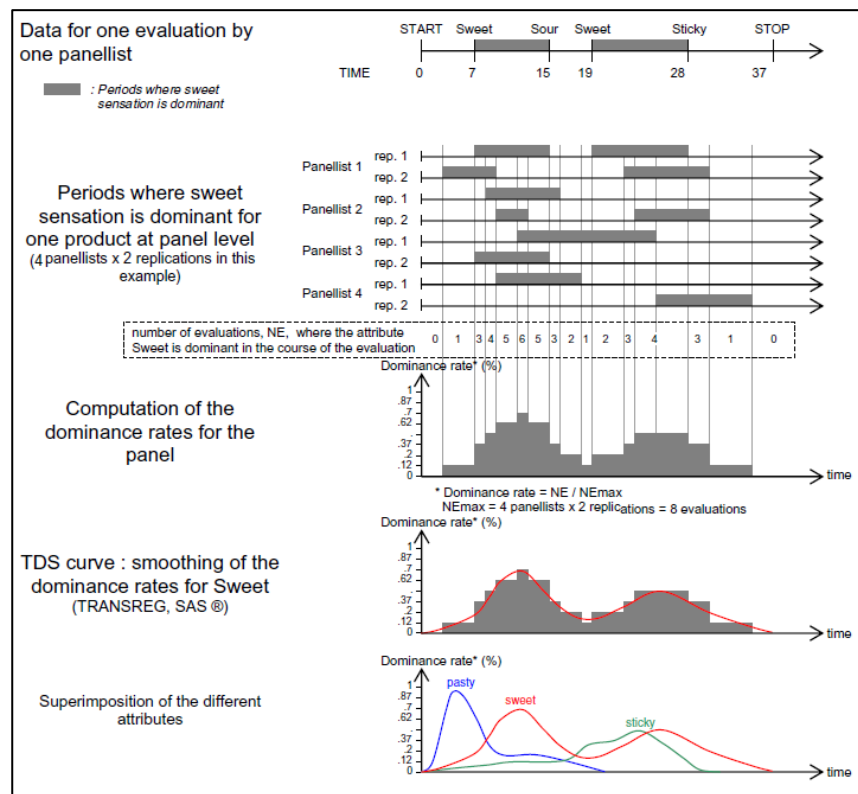 Data for one evaluation by
one panellist
: Periods where sweet
sensation is dominant
START Sweet Sour Sweet Sticky STOP
TIME 0 7 15 19 28 37
Periods where sweet
sensation is dominant for
one product at panel level
(4 panellists x 2 replications in this
example)
Panellist 1 rep. 1
rep. 2
Panellist 2 rep. 1
rep. 2
Panellist 3 rep. 1
rep. 2
Panellist 4 rep. 1
rep. 2
number of evaluations, NE, where the attribute
Sweet is dominant in the course of the evaluation
0 1 3 4 5 6 5 3 2 1 2 3 4 3 1 0
Computation of the
dominance rates for the
panel
Dominance rate* (%)
1
.87
.7
.62
.
.37
.2
.12
0
time
* Dominance rate = NE / NEmax
NEmax = 4 panellists x 2 replications = 8 evaluations
TDS curve : smoothing of the
dominance rates for Sweet
(TRANSREG, SAS ®)
Dominance rate* (%)
1
.87
.7
.62
.
.37
.2
.12
0
time
Superimposition of the different
attributes
Dominance rate* (%)
1
.87
.7
.62
.
.37
.2
.12
0
pasty
sweet
sticky
time